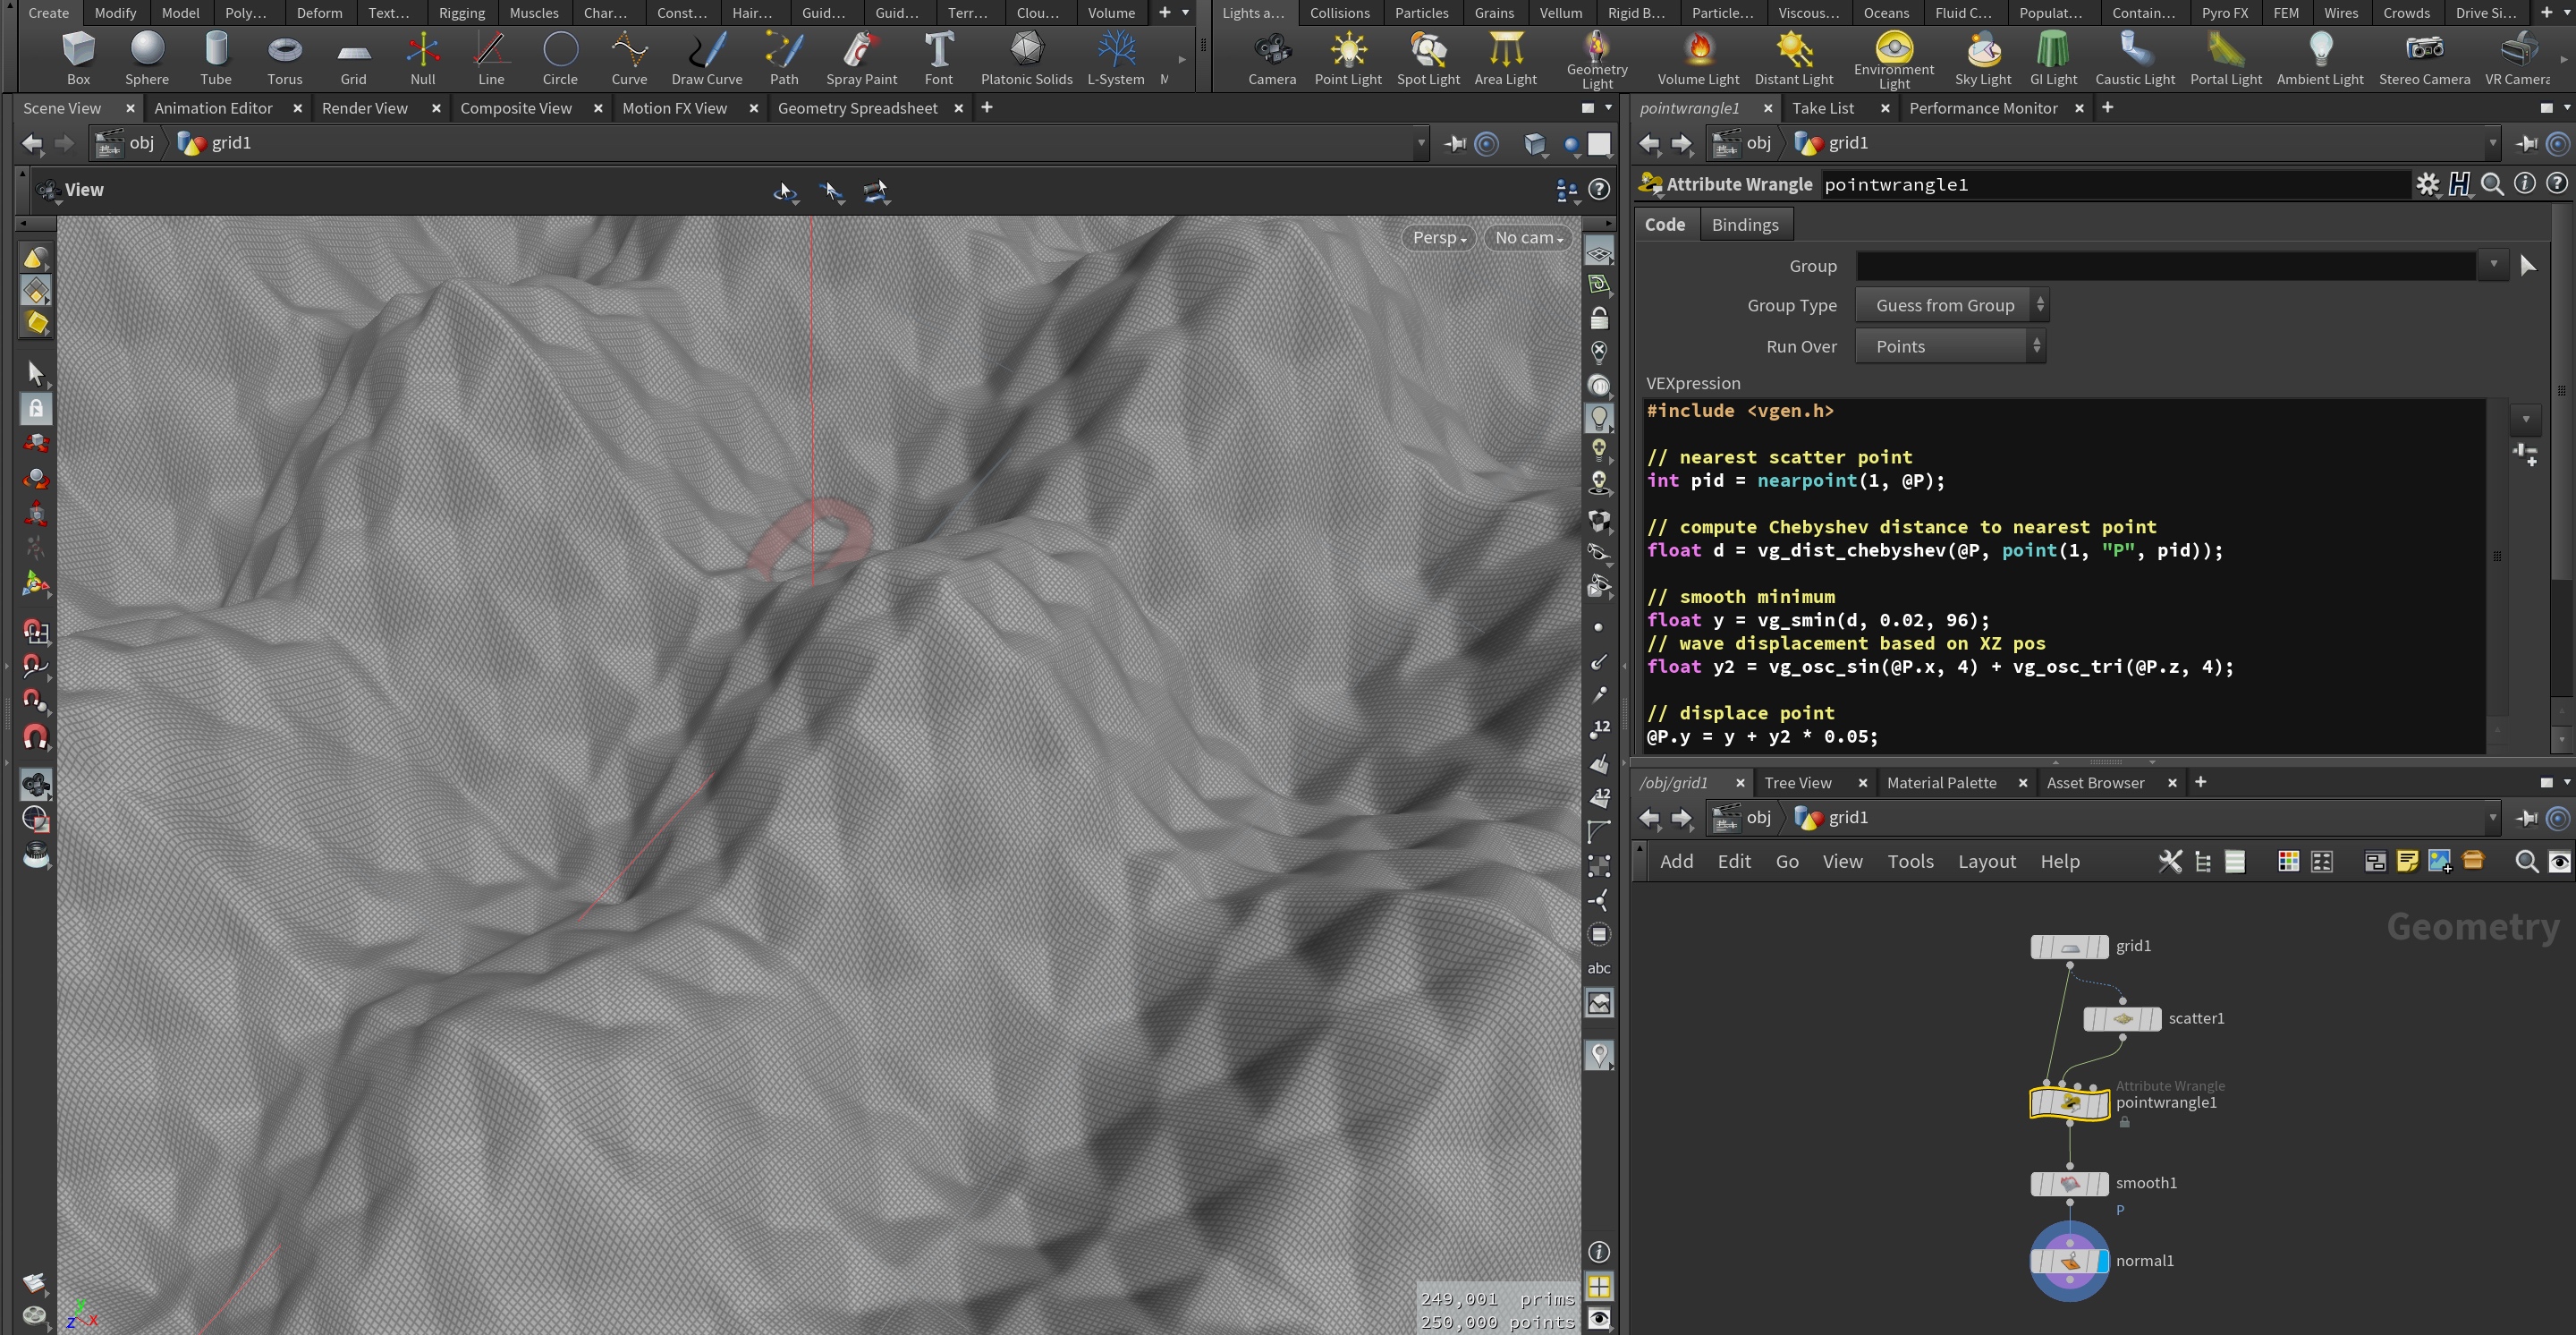 Create Modify Model Poly... Deform Text... Rigging Muscles Char... Const... Hair... Guid... Guid... Terr... Clou... Volume
Lights a... Collisions Particles Grains Vellum Rigid B... Particle... Viscous... Oceans Fluid C... Populat... Contain... Pyro FX FEM Wires Crowds Drive Si...
Box Sphere Tube Torus Grid Null Line Circle Curve Draw Curve Path Spray Paint Font Platonic Solids L-System M
Camera Point Light Spot Light Area Light Geometry Light Volume Light Distant Light Environment Light Sky Light GI Light Caustic Light Portal Light Ambient Light Stereo Camera VR Camera
Scene View Animation Editor Render View Composite View Motion FX View Geometry Spreadsheet
obj grid1
View
Persp No cam
12
12
abc
249,001 prims
250,000 points
y
z x
pointwrangle1 Take List Performance Monitor
obj grid1
Attribute Wrangle pointwrangle1
Code Bindings
Group
Group Type Guess from Group
Run Over Points
VEXpression
#include <vgen.h>
// nearest scatter point
int pid = nearpoint(1, @P);
// compute Chebyshev distance to nearest point
float d = vg_dist_chebyshev(@P, point(1, "P", pid));
// smooth minimum
float y = vg_smin(d, 0.02, 96);
// wave displacement based on XZ pos
float y2 = vg_osc_sin(@P.x, 4) + vg_osc_tri(@P.z, 4);
// displace point
@P.y = y + y2 * 0.05;
/obj/grid1 Tree View Material Palette Asset Browser
obj grid1
Add Edit Go View Tools Layout Help
Geometry
grid1
scatter1
Attribute Wrangle
pointwrangle1
smooth1
P
normal1